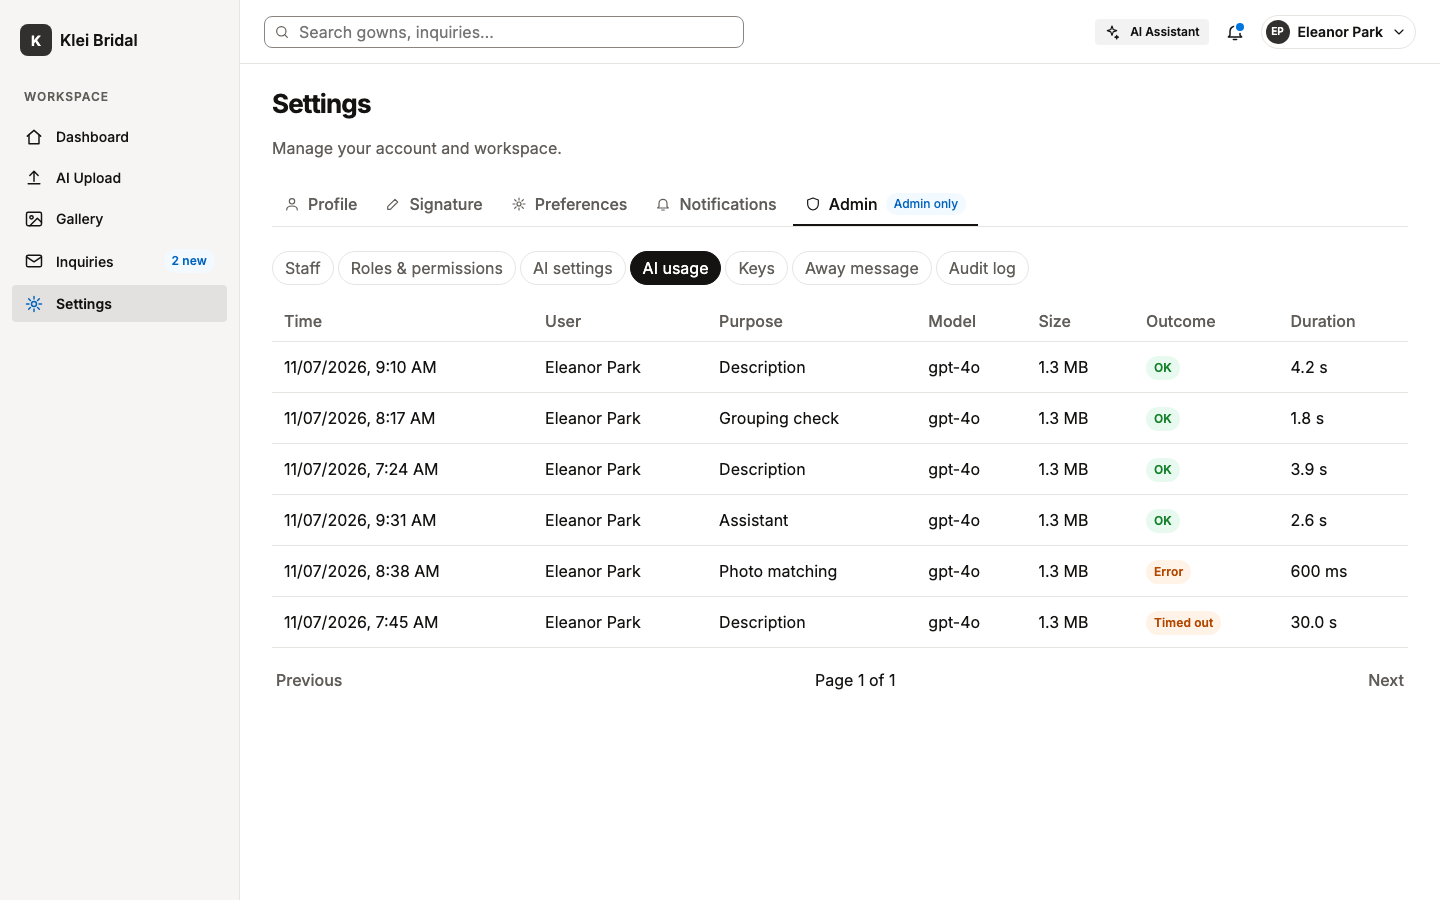 K Klei Bridal
WORKSPACE
Dashboard
AI Upload
Gallery
Inquiries 2 new
Settings
Search gowns, inquiries...
AI Assistant
EP Eleanor Park
Settings
Manage your account and workspace.
Profile Signature Preferences Notifications Admin Admin only
Staff Roles & permissions AI settings AI usage Keys Away message Audit log
Time User Purpose Model Size Outcome Duration
11/07/2026, 9:10 AM Eleanor Park Description gpt-4o 1.3 MB OK 4.2 s
11/07/2026, 8:17 AM Eleanor Park Grouping check gpt-4o 1.3 MB OK 1.8 s
11/07/2026, 7:24 AM Eleanor Park Description gpt-4o 1.3 MB OK 3.9 s
11/07/2026, 9:31 AM Eleanor Park Assistant gpt-4o 1.3 MB OK 2.6 s
11/07/2026, 8:38 AM Eleanor Park Photo matching gpt-4o 1.3 MB Error 600 ms
11/07/2026, 7:45 AM Eleanor Park Description gpt-4o 1.3 MB Timed out 30.0 s
Previous Page 1 of 1 Next